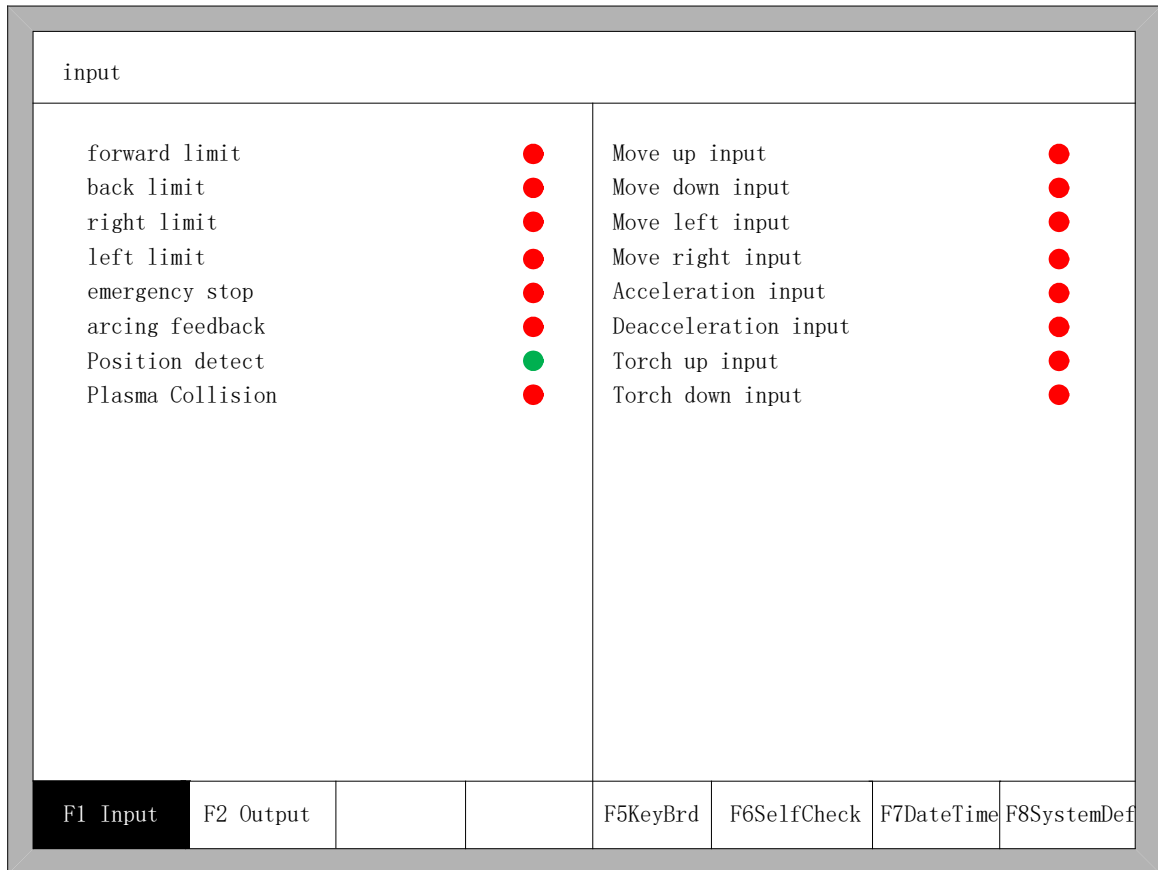 input
forward limit
back limit
right limit
left limit
emergency stop
arcing feedback
Position detect
Plasma Collision
Move up input
Move down input
Move left input
Move right input
Acceleration input
Deacceleration input
Torch up input
Torch down input
F1 Input F2 Output F5KeyBrd F6SelfCheck F7DateTime F8SystemDef